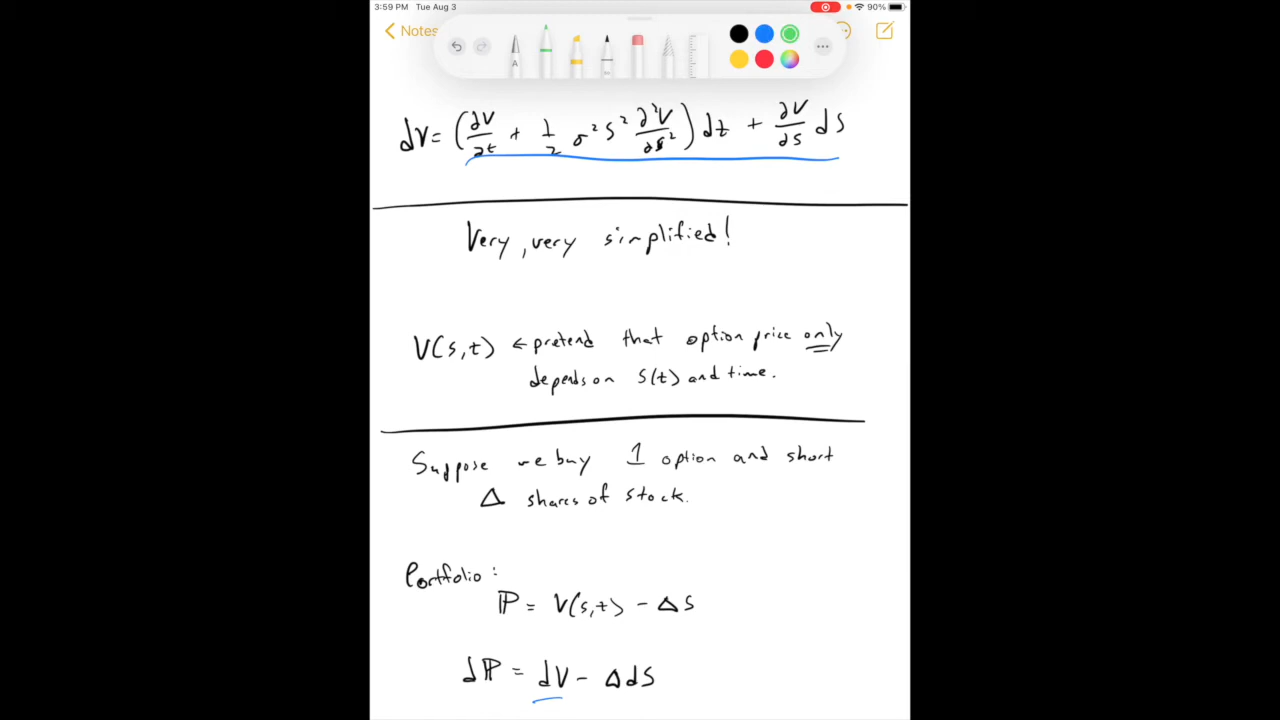 3:59 PM Tue Aug 3
90%
Notes
A
dV = (∂V/∂t + 1/2 σ²S² ∂²V/∂S²) dt + ∂V/∂S dS
Very, very simplified!
V(S,t) ← pretend that option price only
depends on S(t) and time.
Suppose we buy 1 option and short
Δ shares of stock.
Portfolio:
ℙ = V(S,t) - ΔS
dℙ = dV - ΔdS